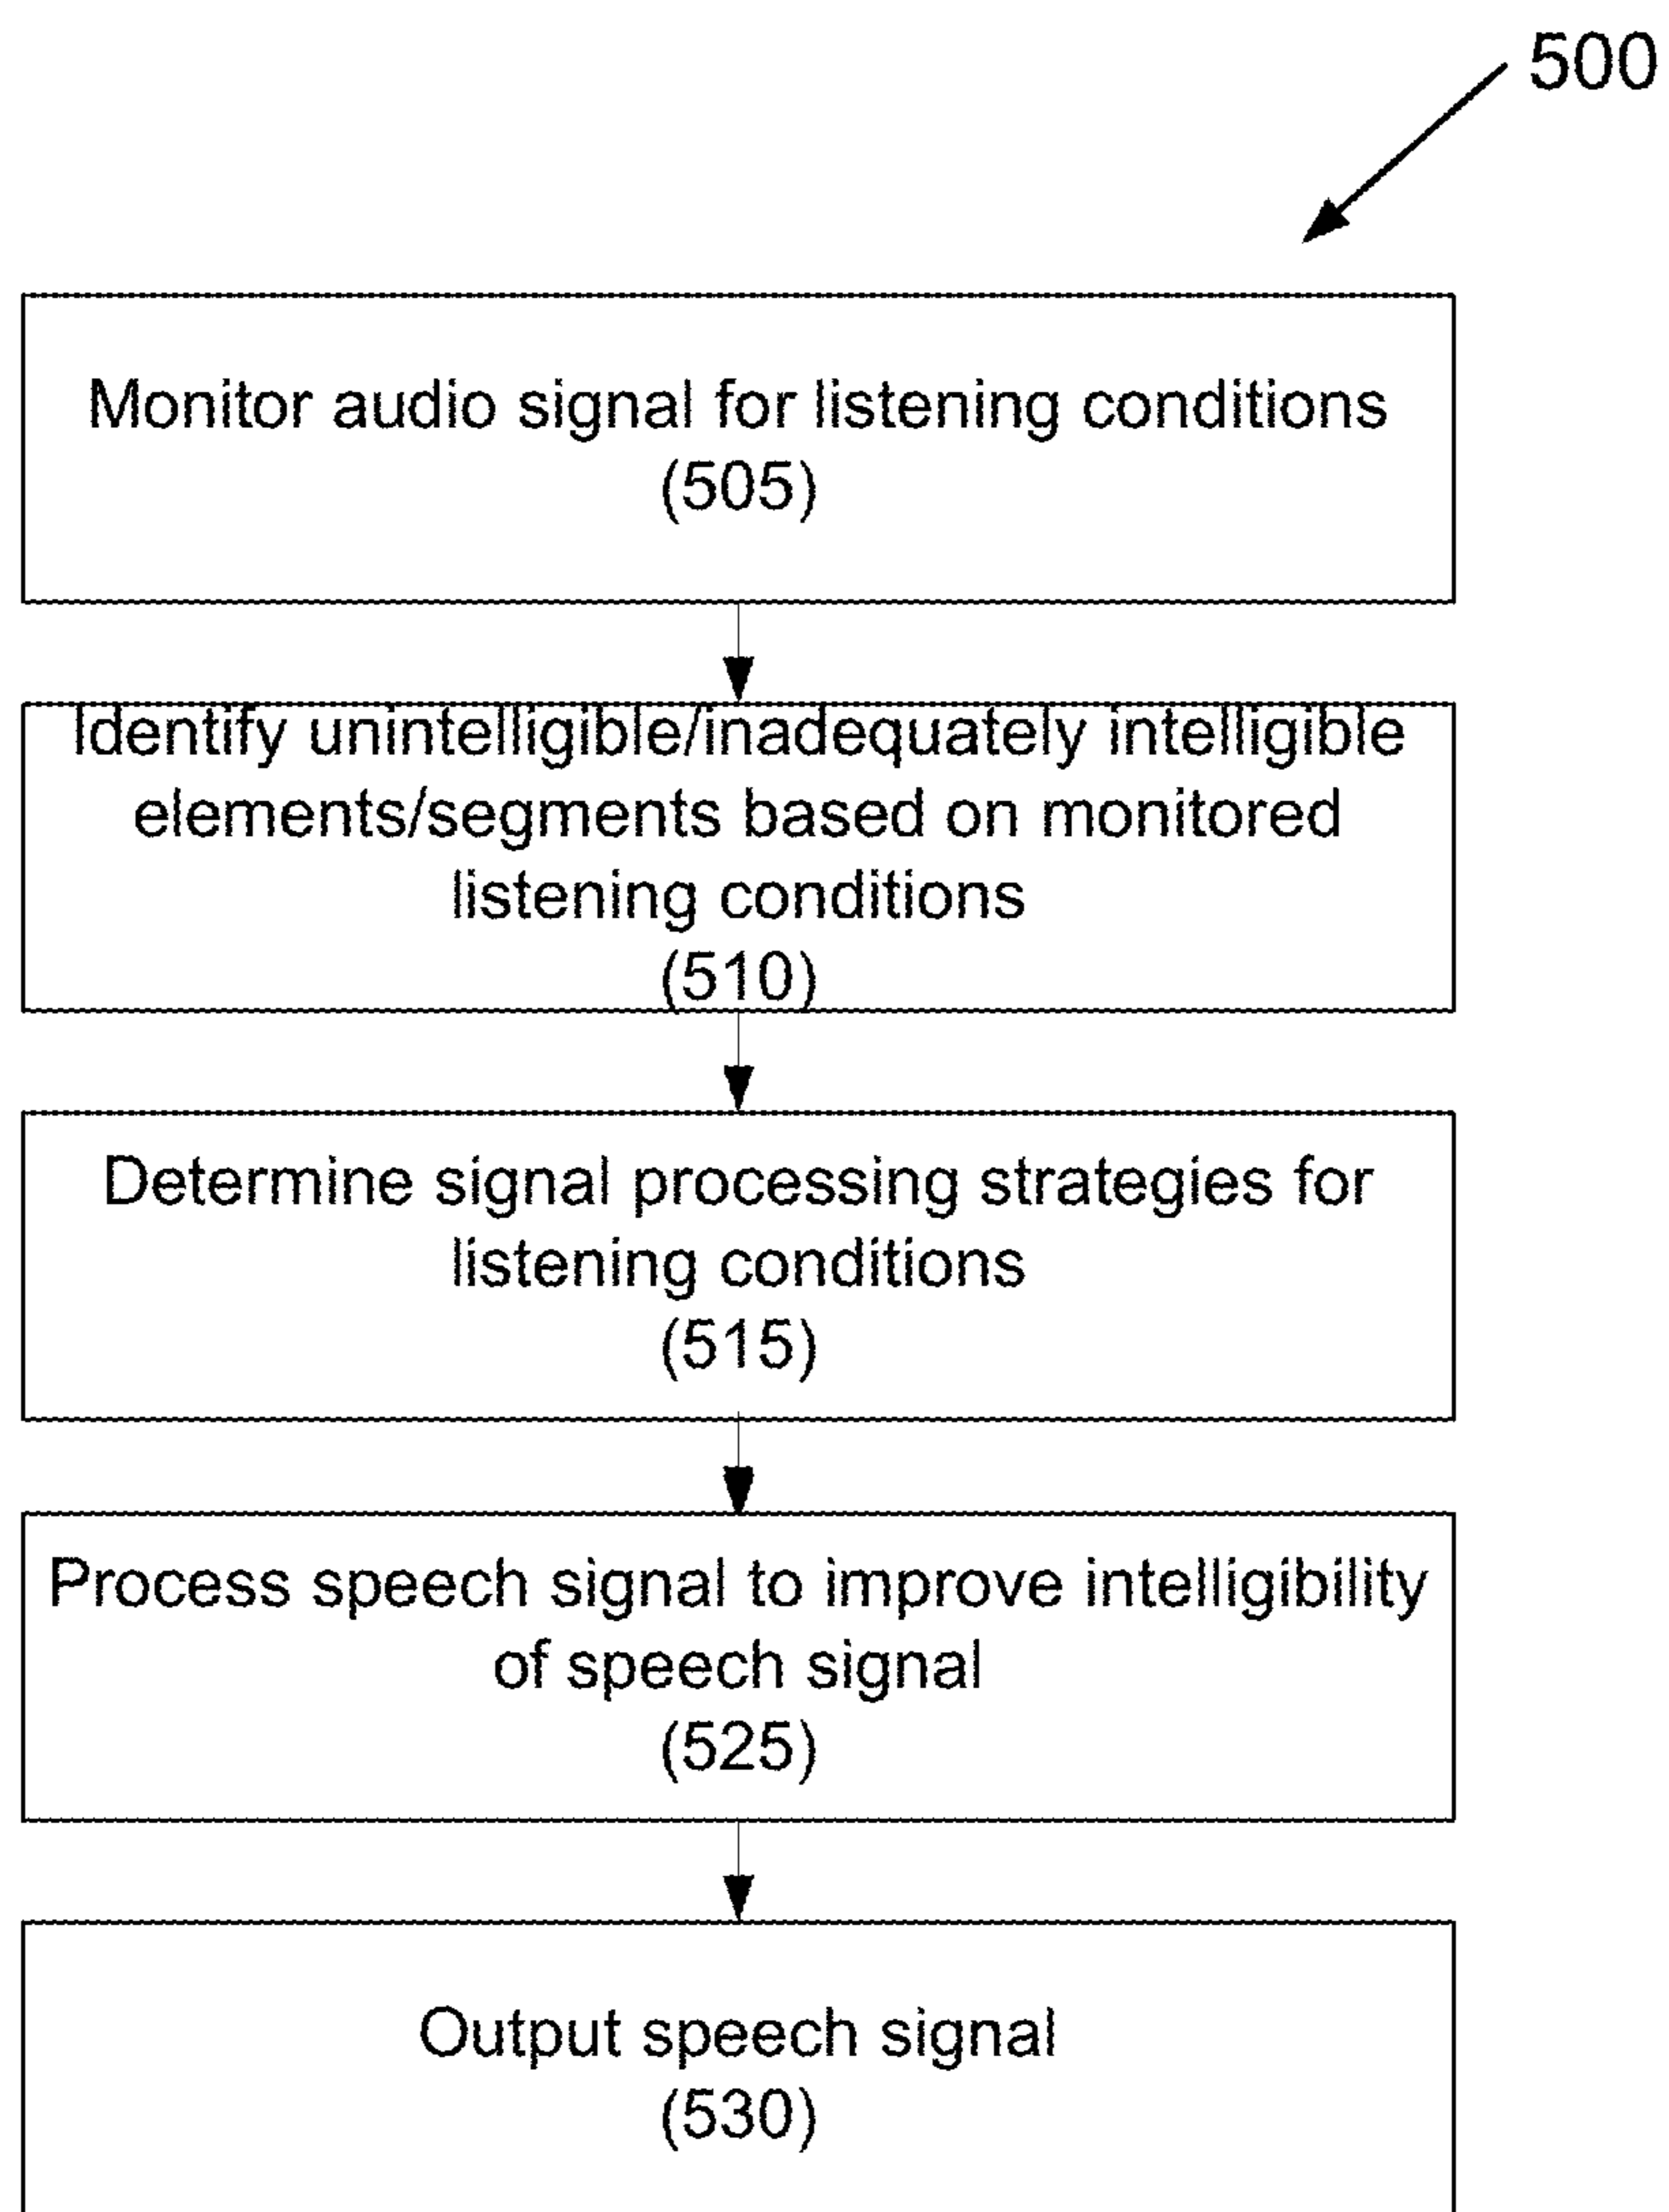 500
Monitor audio signal for listening conditions
(505)
Identify unintelligible/inadequately intelligible
elements/segments based on monitored
listening conditions
(510)
Determine signal processing strategies for
listening conditions
(515)
Process speech signal to improve intelligibility
of speech signal
(525)
Output speech signal
(530)